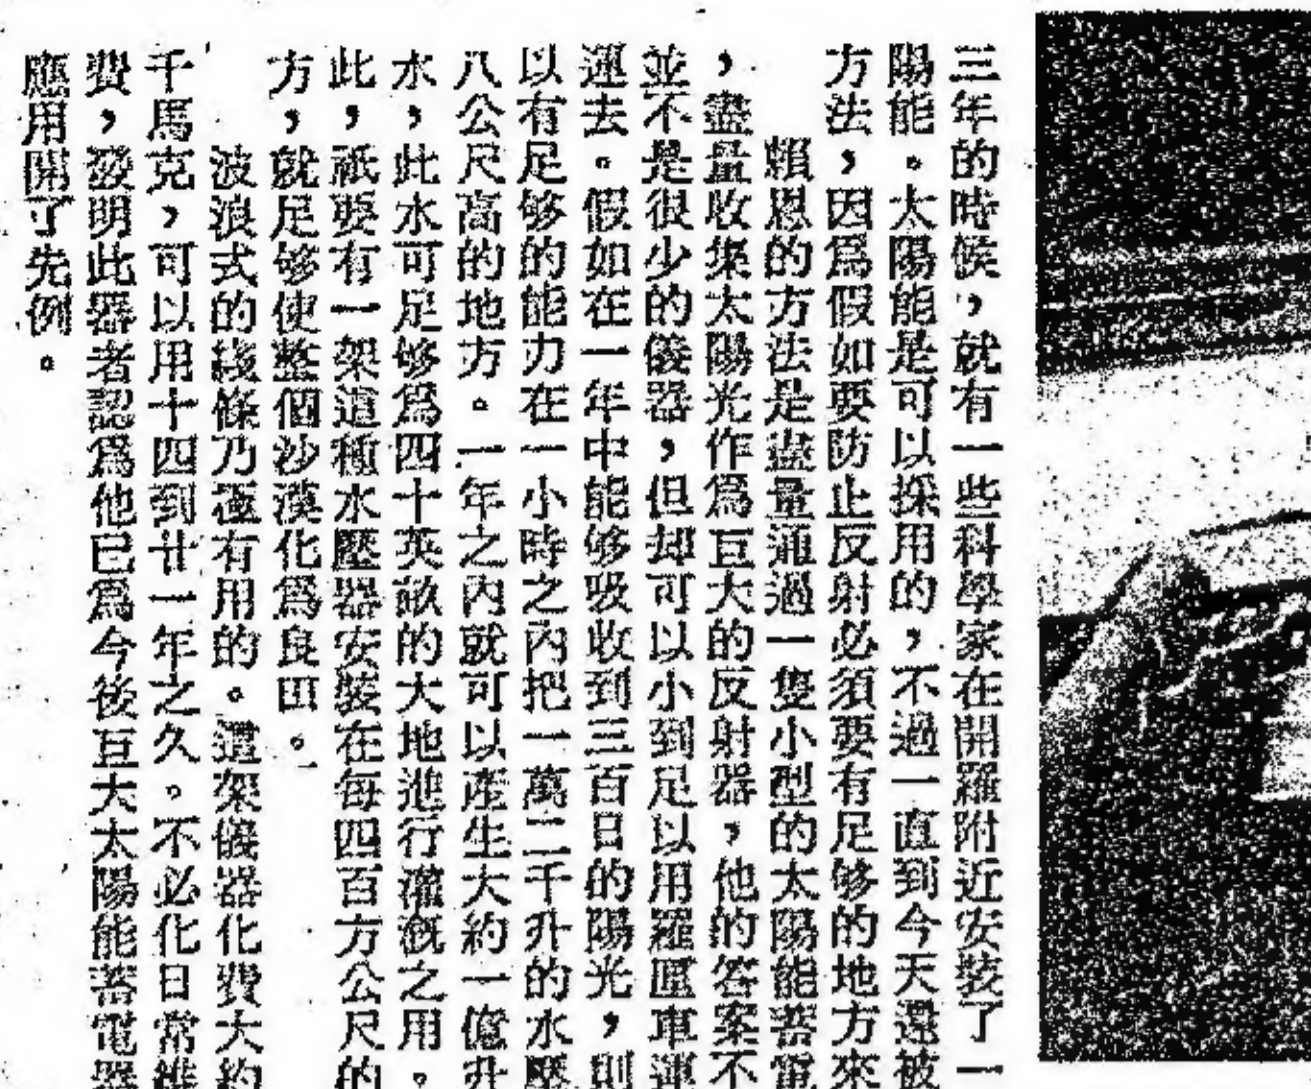 三年的時候，就有一些科學家在開羅附近安裝了一
陽能。太陽能是可以採用的，不過一直到今天還被
方法，因爲假如要防止反射必須要有足够的地方來
賴恩的方法是盡量通過一隻小型的太陽能蓄電
，盡量收集太陽光作爲巨大的反射器，他的答案不
並不是很少的儀器，但却可以小到足以用羅匡車運
運去。假如在一年中能够吸收到三百日的陽光，則
以有足够的能力在一小時之內把一萬二千升的水壓
八公尺高的地方。一年之內就可以產生大約一億升
水，此水可足够爲四十英畝的大地進行灌漑之用。
此，祇要有一架這種水壓器安裝在每四百方公尺的
方，就足够使整個沙漠化爲良田。
波浪式的綫條乃極有用的。這架儀器化費大約
千馬克，可以用十四到廿一年之久。不必化日常維
費，發明此器者認爲他已爲今後巨大太陽能蓄電器
應用開了先例。